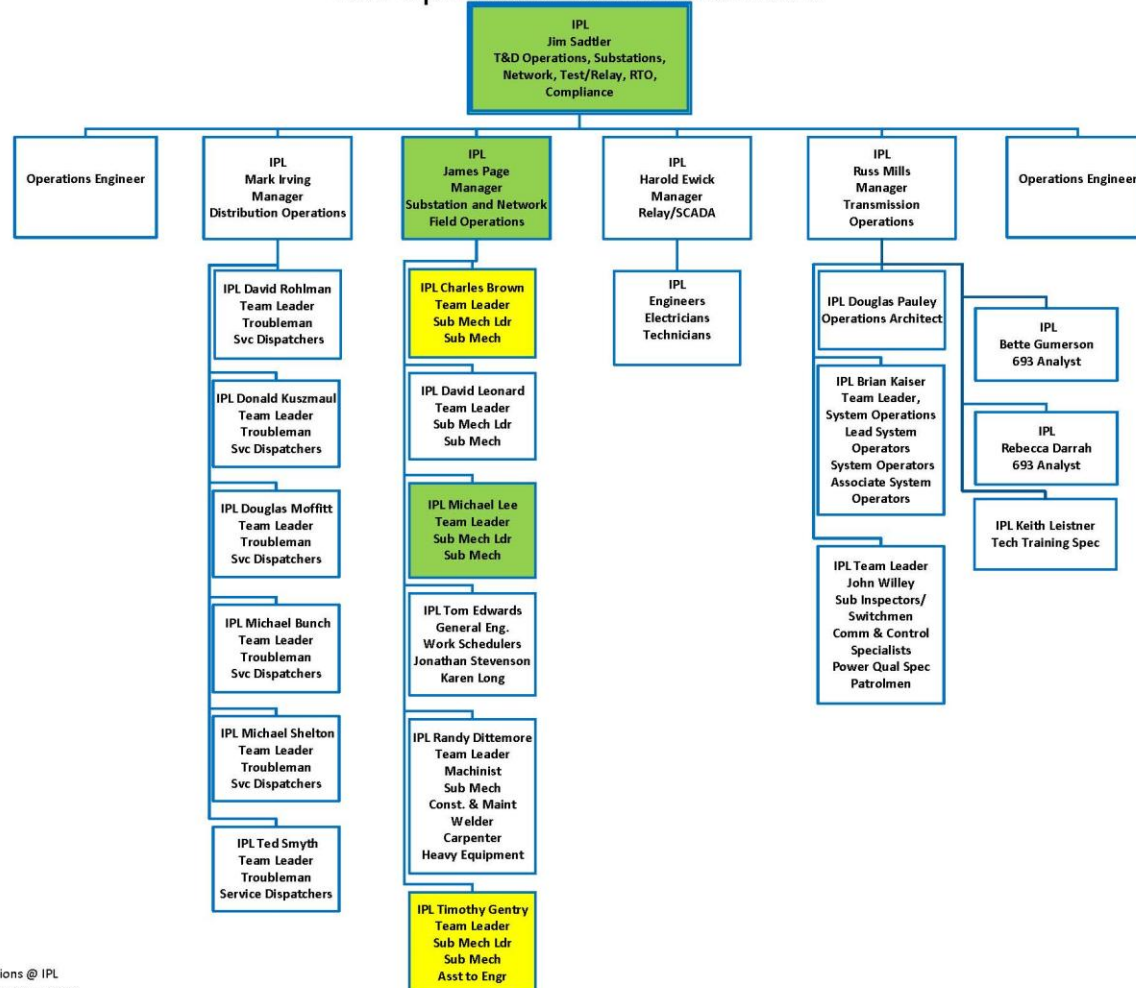 IPL
Jim Sadtler
T&D Operations, Substations,
Network, Test/Relay, RTO,
Compliance
Operations Engineer
IPL
Mark Irving
Manager
Distribution Operations
IPL
James Page
Manager
Substation and Network
Field Operations
IPL
Harold Ewick
Manager
Relay/SCADA
IPL
Russ Mills
Manager
Transmission
Operations
Operations Engineer
IPL David Rohlman
Team Leader
Troubleman
Svc Dispatchers
IPL Donald Kuszmaul
Team Leader
Troubleman
Svc Dispatchers
IPL Douglas Moffitt
Team Leader
Troubleman
Svc Dispatchers
IPL Michael Bunch
Team Leader
Troubleman
Svc Dispatchers
IPL Michael Shelton
Team Leader
Troubleman
Svc Dispatchers
IPL Ted Smyth
Team Leader
Troubleman
Service Dispatchers
IPL Charles Brown
Team Leader
Sub Mech Ldr
Sub Mech
IPL David Leonard
Team Leader
Sub Mech Ldr
Sub Mech
IPL Michael Lee
Team Leader
Sub Mech Ldr
Sub Mech
IPL Tom Edwards
General Eng.
Work Schedulers
Jonathan Stevenson
Karen Long
IPL Randy Dittemore
Team Leader
Machinist
Sub Mech
Const. & Maint
Welder
Carpenter
Heavy Equipment
IPL Timothy Gentry
Team Leader
Sub Mech Ldr
Sub Mech
Asst to Engr
IPL
Engineers
Electricians
Technicians
IPL Douglas Pauley
Operations Architect
IPL Brian Kaiser
Team Leader,
System Operations
Lead System
Operators
System Operators
Associate System
Operators
IPL Team Leader
John Willey
Sub Inspectors/
Switchmen
Comm & Control
Specialists
Power Qual Spec
Patrolmen
IPL
Bette Gumerson
693 Analyst
IPL
Rebecca Darrah
693 Analyst
IPL Keith Leistner
Tech Training Spec
ions @ IPL